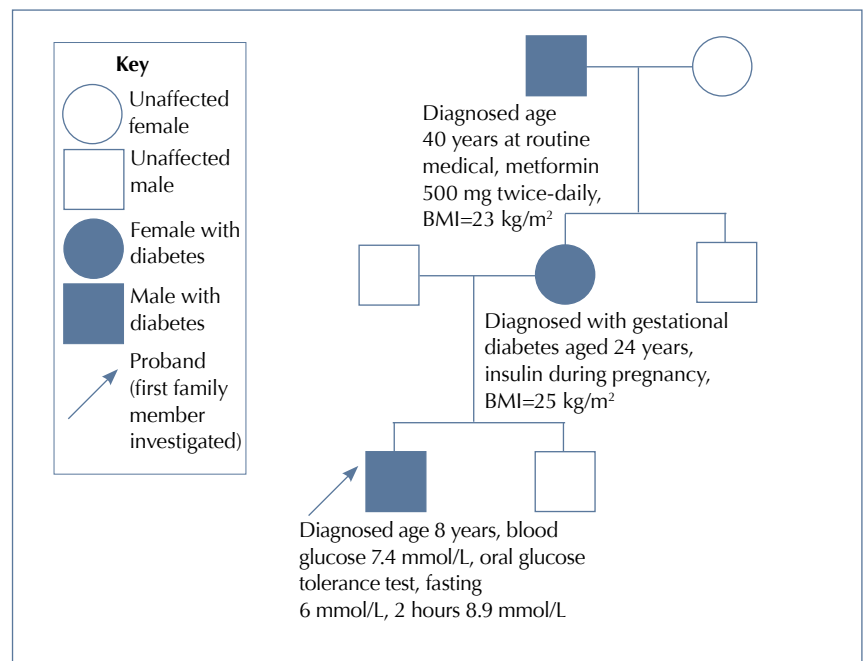 Key
Unaffected
female
Unaffected
male
Female with
diabetes
Male with
diabetes
Proband
(first family
member
investigated)
Diagnosed age
40 years at routine
medical, metformin
500 mg twice-daily,
BMI=23 kg/m²
Diagnosed with gestational
diabetes aged 24 years,
insulin during pregnancy,
BMI=25 kg/m²
Diagnosed age 8 years, blood
glucose 7.4 mmol/L, oral glucose
tolerance test, fasting
6 mmol/L, 2 hours 8.9 mmol/L